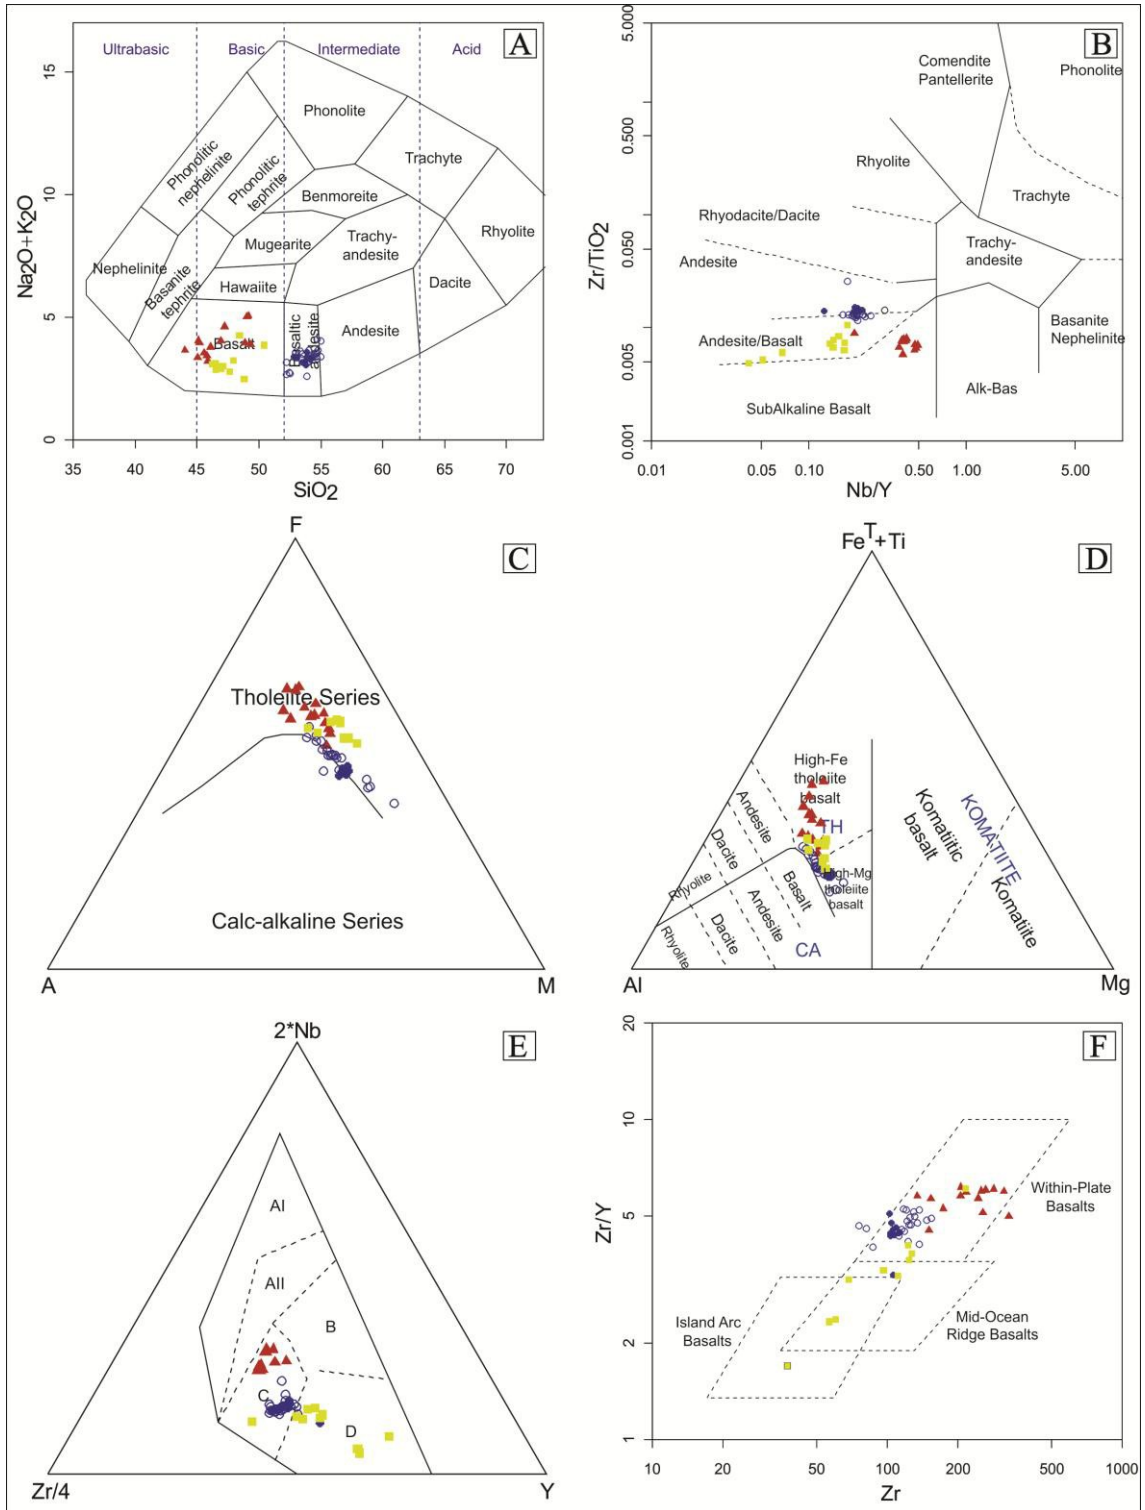 A
Ultrabasic
Basic
Intermediate
Acid
Phonolite
Phonolitic
nephelinite
Phonolitic
tephrite
Trachyte
Benmoreite
Rhyolite
Mugearite
Trachy-
andesite
Nephelinite
Basanite
tephrite
Hawaiite
Dacite
Basalt
Basaltic
andesite
Andesite
Na2O+K2O
0
5
10
15
35
40
45
50
55
60
65
70
SiO2
B
Comendite
Pantellerite
Phonolite
Rhyolite
Trachyte
Rhyodacite/Dacite
Trachy-
andesite
Andesite
Andesite/Basalt
Basanite
Nephelinite
Alk-Bas
SubAlkaline Basalt
Zr/TiO2
5.000
0.500
0.050
0.005
0.001
0.01
0.05
0.10
0.50
1.00
5.00
Nb/Y
C
F
Tholeiite Series
Calc-alkaline Series
A
M
D
FeT+Ti
High-Fe
tholeiite
basalt
TH
Andesite
Dacite
Rhyolite
High-Mg
tholeiite
basalt
Basalt
Andesite
Dacite
Rhyolite
CA
Komatiitic
basalt
KOMATIITE
Komatiite
Al
Mg
E
2*Nb
AI
AII
B
C
D
Zr/4
Y
F
Zr/Y
20
10
5
2
1
Within-Plate
Basalts
Island Arc
Basalts
Mid-Ocean
Ridge Basalts
10
20
50
100
200
500
1000
Zr